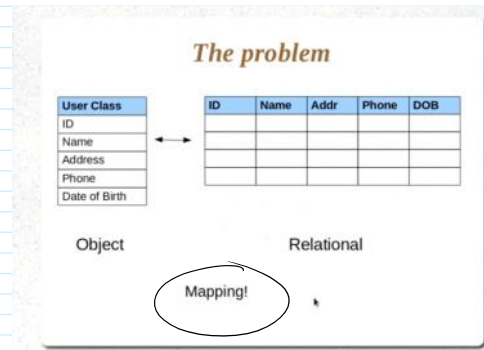 The problem
User Class
ID
Name
Address
Phone
Date of Birth
ID Name Addr Phone DOB
Object
Relational
Mapping!